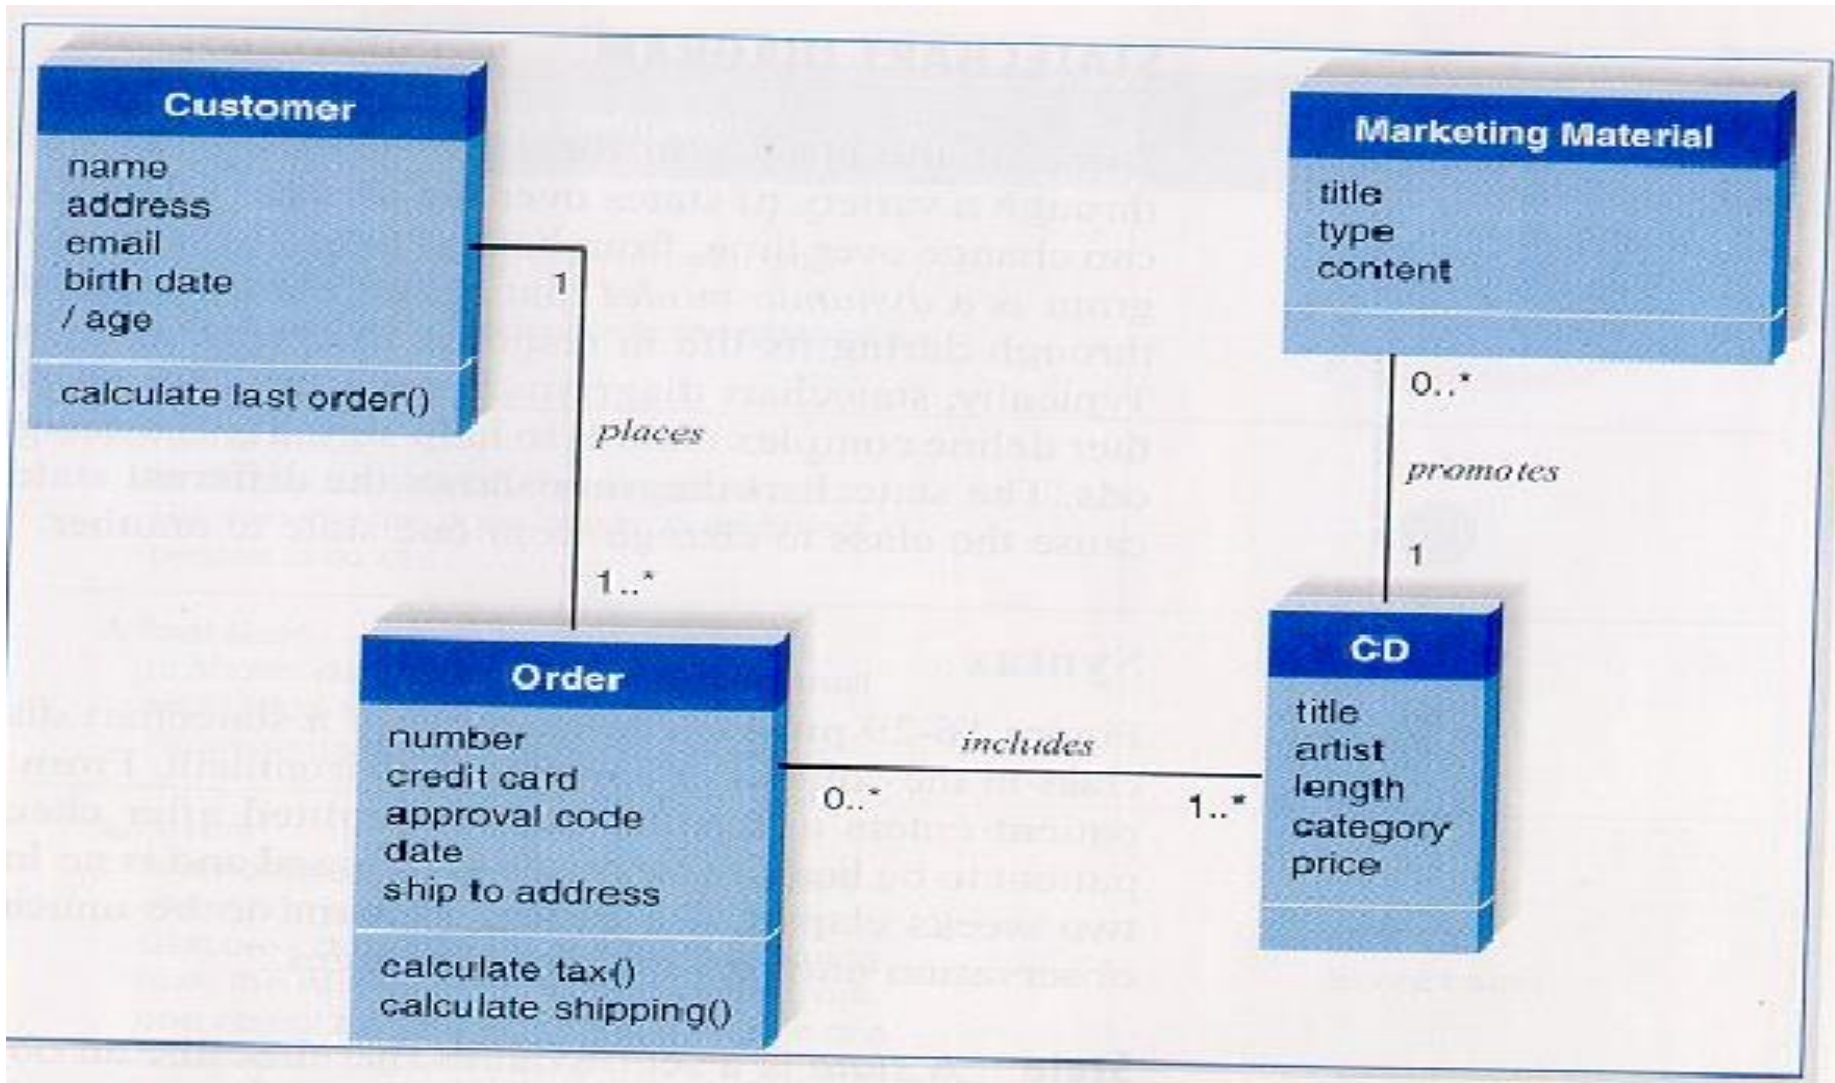 Customer
name
address
email
birth date
/ age
calculate last order()
1
places
1..*
Order
number
credit card
approval code
date
ship to address
calculate tax()
calculate shipping()
includes
0..*
1..*
Marketing Material
title
type
content
0..*
promotes
1
CD
title
artist
length
category
price